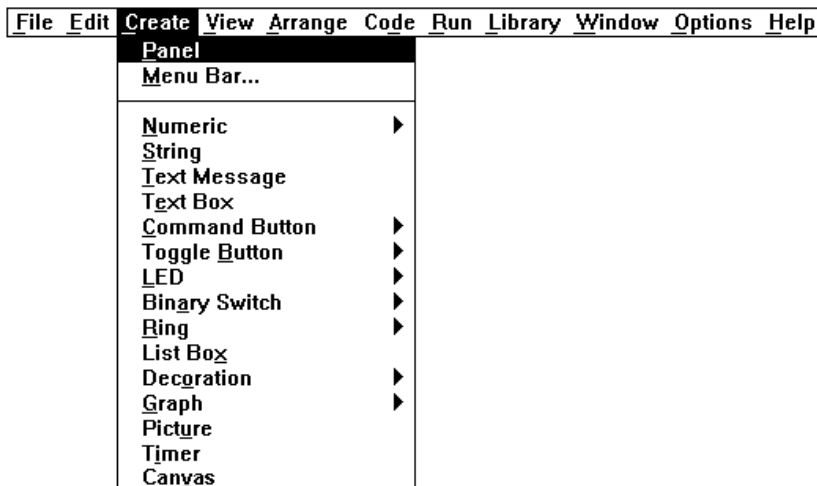 File Edit Create View Arrange Code Run Library Window Options Help
Panel
Menu Bar...
Numeric
String
Text Message
Text Box
Command Button
Toggle Button
LED
Binary Switch
Ring
List Box
Decoration
Graph
Picture
Timer
Canvas